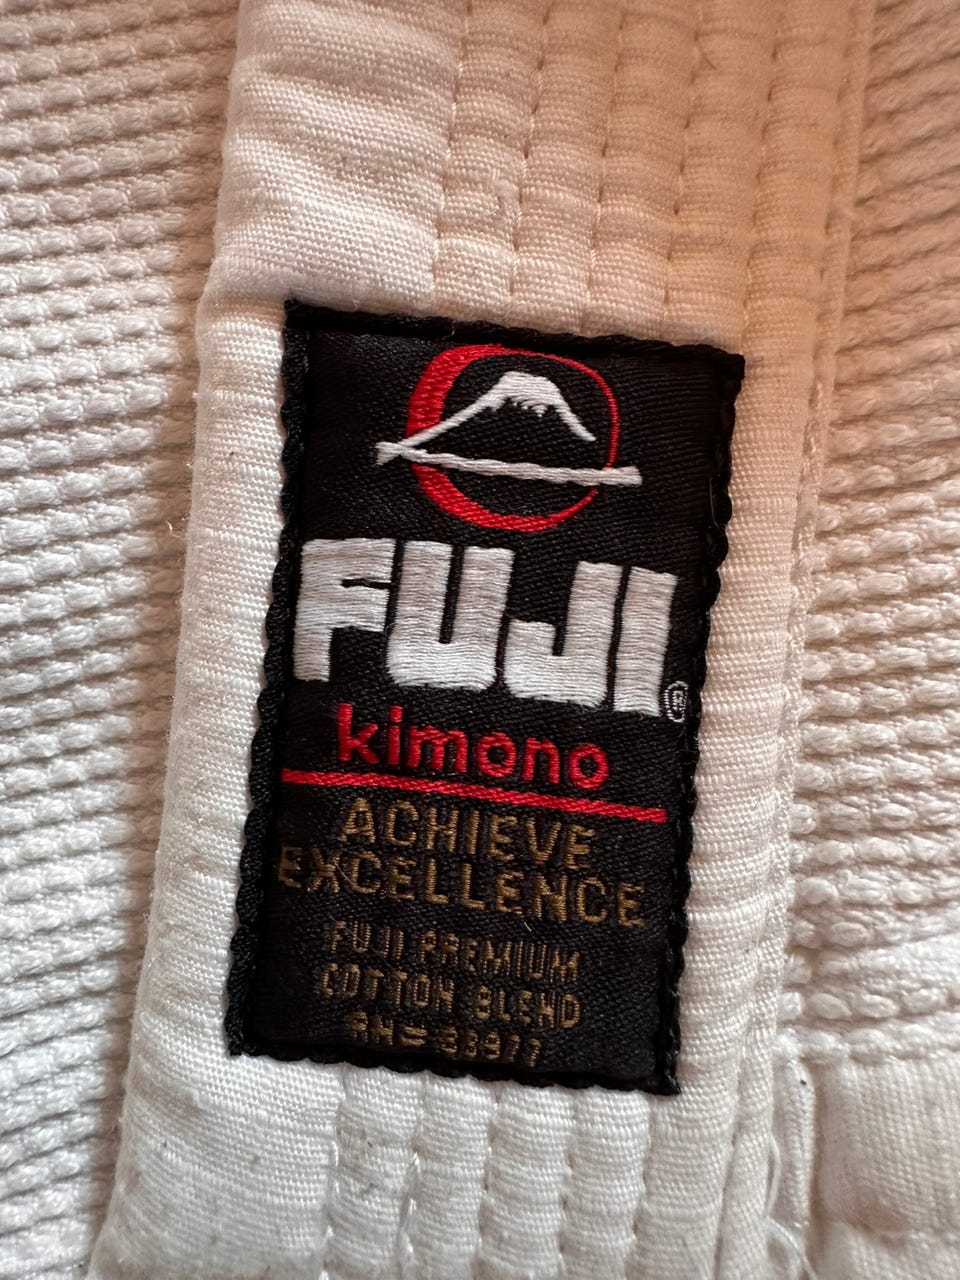 FUJI®
kimono
ACHIEVE
EXCELLENCE
FUJI PREMIUM
COTTON BLEND